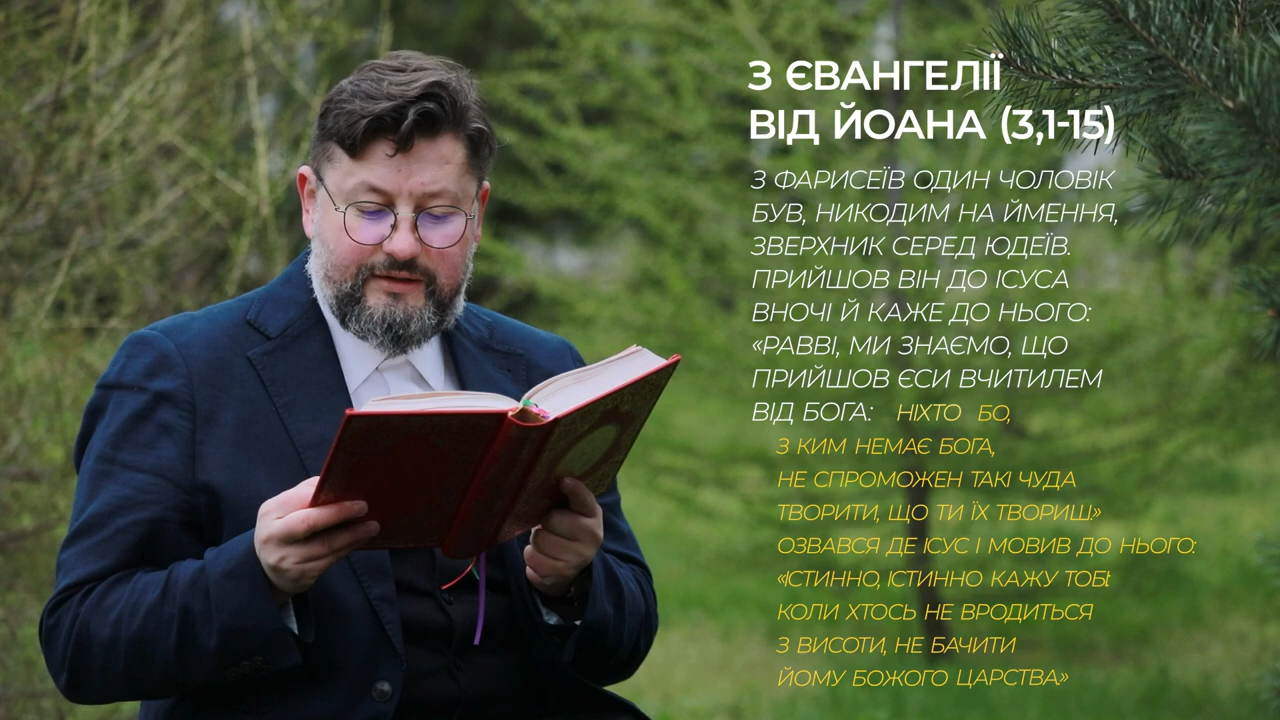 З ЄВАНГЕЛІЇ
ВІД ЙОАНА (3,1-15)
З ФАРИСЕЇВ ОДИН ЧОЛОВІК
БУВ, НИКОДИМ НА ЙМЕННЯ,
ЗВЕРХНИК СЕРЕД ЮДЕЇВ.
ПРИЙШОВ ВІН ДО ІСУСА
ВНОЧІ Й КАЖЕ ДО НЬОГО:
«РАВВІ, МИ ЗНАЄМО, ЩО
ПРИЙШОВ ЄСИ ВЧИТИЛЕМ
ВІД БОГА: НІХТО БО,
З КИМ НЕМАЄ БОГА,
НЕ СПРОМОЖЕН ТАКІ ЧУДА
ТВОРИТИ, ЩО ТИ ЇХ ТВОРИШ»
ОЗВАВСЯ ДЕ ІСУС І МОВИВ ДО НЬОГО:
«ІСТИННО, ІСТИННО КАЖУ ТОБІ:
КОЛИ ХТОСЬ НЕ ВРОДИТЬСЯ
З ВИСОТИ, НЕ БАЧИТИ
ЙОМУ БОЖОГО ЦАРСТВА»